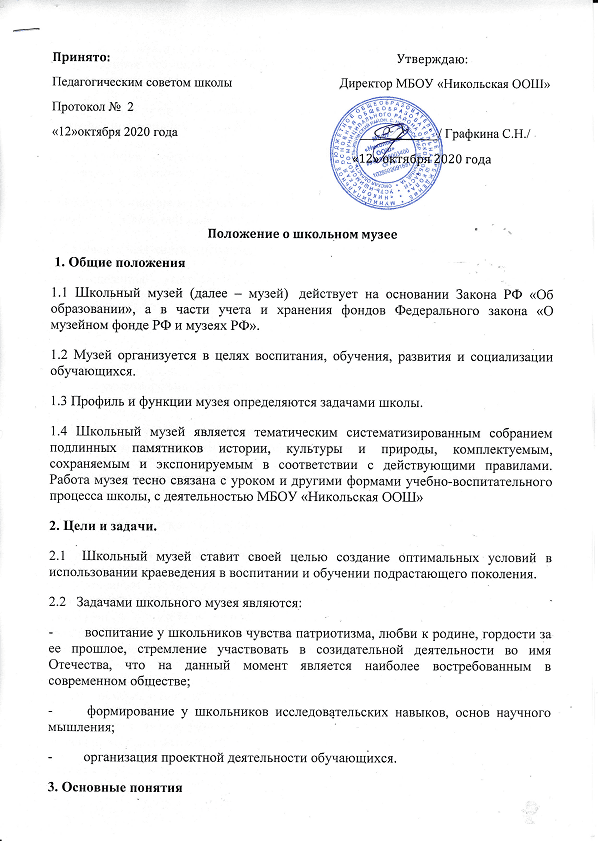 Принято:
Утверждаю:
Педагогическим советом школы
Директор МБОУ «Никольская ООШ»
Протокол № 2
«12»октября 2020 года
/ Графкина С.Н./
«12» октября 2020 года
Положение о школьном музее
1. Общие положения
1.1 Школьный музей (далее – музей) действует на основании Закона РФ «Об
образовании», а в части учета и хранения фондов Федерального закона «О
музейном фонде РФ и музеях РФ».
1.2 Музей организуется в целях воспитания, обучения, развития и социализации
обучающихся.
1.3 Профиль и функции музея определяются задачами школы.
1.4 Школьный музей является тематическим систематизированным собранием
подлинных памятников истории, культуры и природы, комплектуемым,
сохраняемым и экспонируемым в соответствии с действующими правилами.
Работа музея тесно связана с уроком и другими формами учебно-воспитательного
процесса школы, с деятельностью МБОУ «Никольская ООШ»
2. Цели и задачи.
2.1 Школьный музей ставит своей целью создание оптимальных условий в
использовании краеведения в воспитании и обучении подрастающего поколения.
2.2 Задачами школьного музея являются:
- воспитание у школьников чувства патриотизма, любви к родине, гордости за
ее прошлое, стремление участвовать в созидательной деятельности во имя
Отечества, что на данный момент является наиболее востребованным в
современном обществе;
- формирование у школьников исследовательских навыков, основ научного
мышления;
- организация проектной деятельности обучающихся.
3. Основные понятия